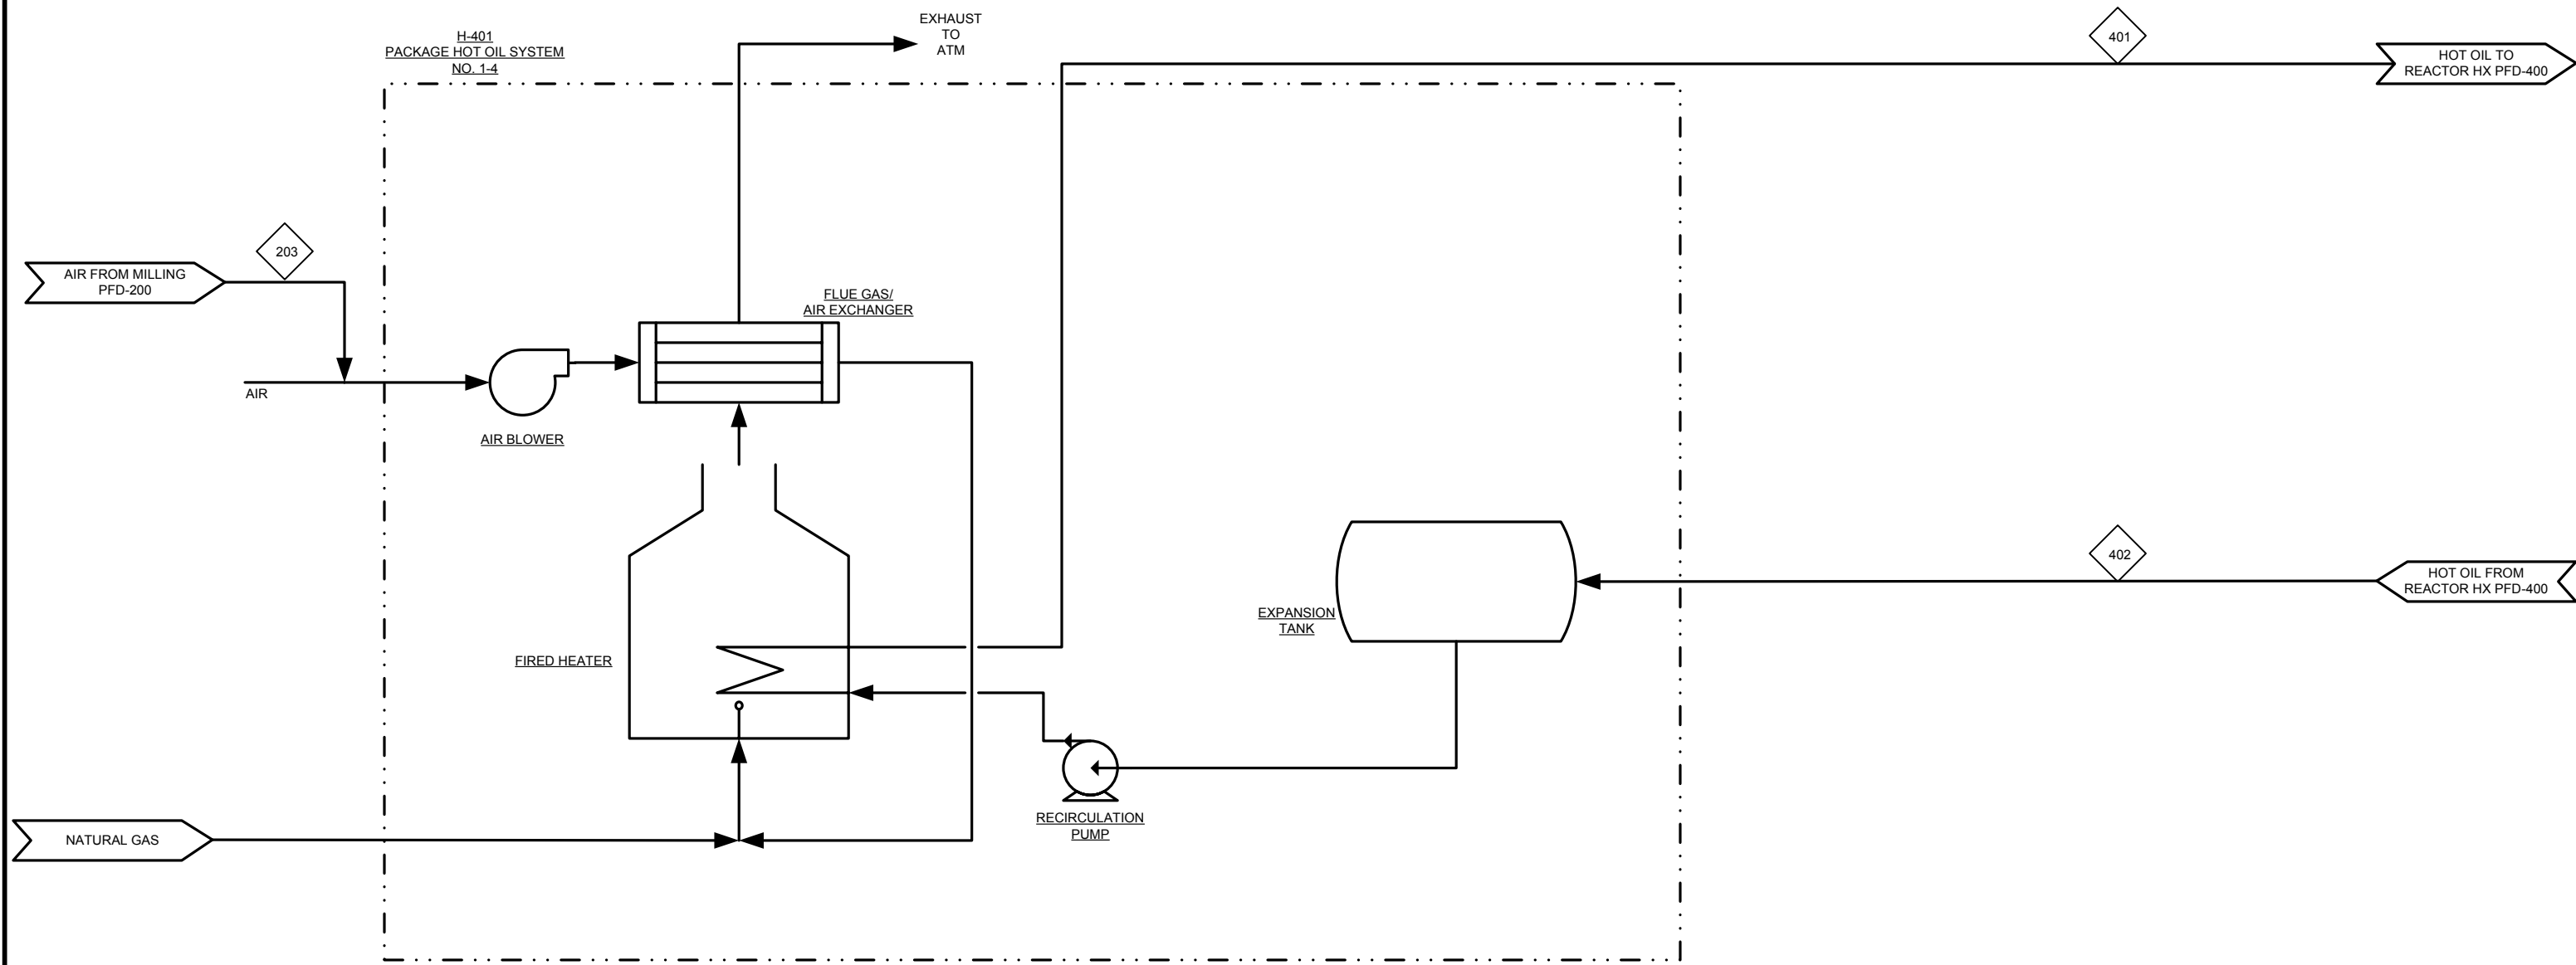 EXHAUST
TO
ATM
H-401
PACKAGE HOT OIL SYSTEM
NO. 1-4
401
HOT OIL TO
REACTOR HX PFD-400
203
AIR FROM MILLING
PFD-200
FLUE GAS/
AIR EXCHANGER
AIR
AIR BLOWER
402
HOT OIL FROM
REACTOR HX PFD-400
EXPANSION
TANK
FIRED HEATER
RECIRCULATION
PUMP
NATURAL GAS